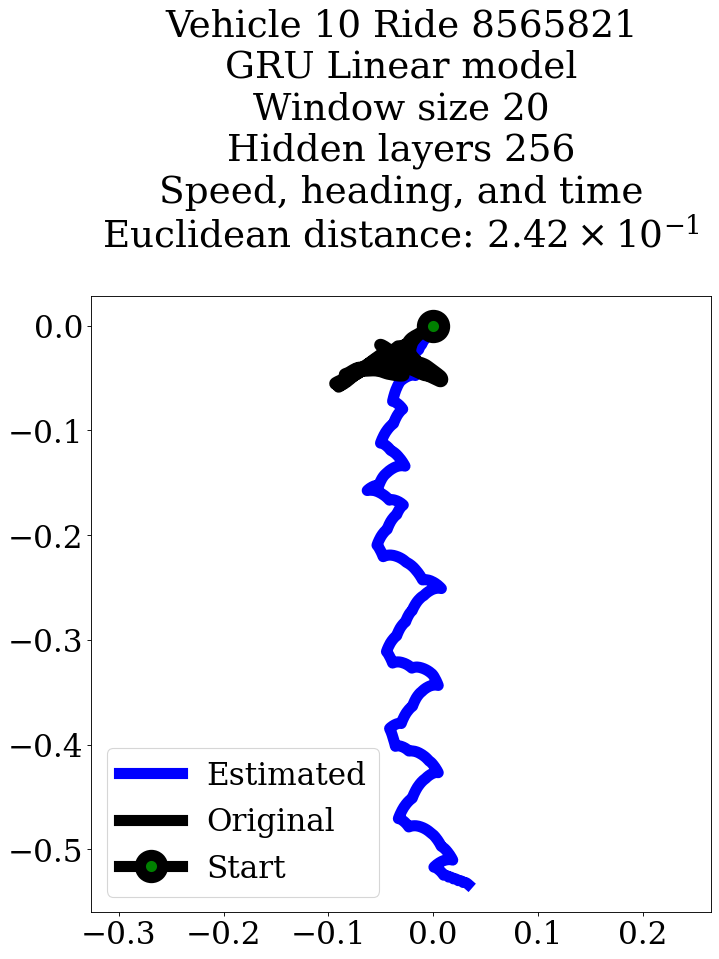 Vehicle 10 Ride 8565821
GRU Linear model
Window size 20
Hidden layers 256
Speed, heading, and time
Euclidean distance: 2.42 × 10⁻¹
0.0
−0.1
−0.2
−0.3
−0.4
−0.5
Estimated
Original
Start
−0.3 −0.2 −0.1 0.0 0.1 0.2